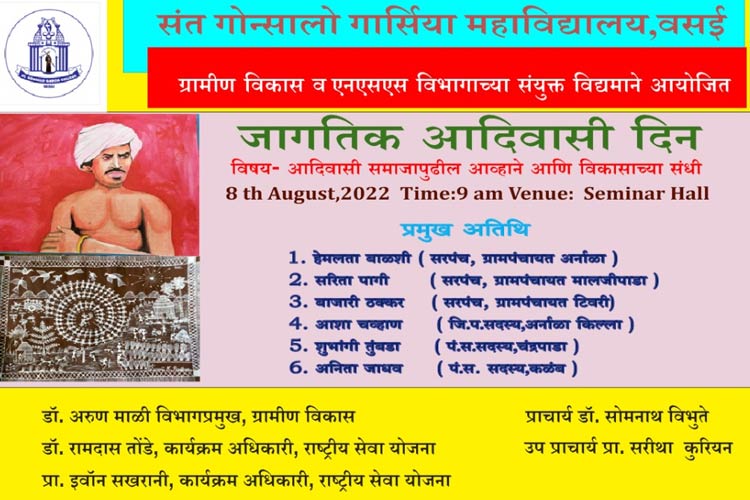 संत गोन्सालो गार्सिया महाविद्यालय,वसई
ग्रामीण विकास व एनएसएस विभागाच्या संयुक्त विद्यमाने आयोजित
जागतिक आदिवासी दिन
विषय- आदिवासी समाजापुढील आव्हाने आणि विकासाच्या संधी
8 th August,2022 Time:9 am Venue: Seminar Hall
प्रमुख अतिथि
1. हेमलता बाळशी ( सरपंच, ग्रामपंचायत अर्नाळा )
2. सरिता पागी ( सरपंच, ग्रामपंचायत मालजीपाडा )
3. बाजारी ठक्कर ( सरपंच, ग्रामपंचायत टिवरी)
4. आशा चव्हाण ( जि.प.सदस्य,अर्नाळा किल्ला )
5. शुभांगी तुंबडा ( पं.स.सदस्य,चंद्रपाडा )
6. अनिता जाधव ( पं.स. सदस्य,कळंब )
डॉ. अरुण माळी विभागप्रमुख, ग्रामीण विकास
डॉ. रामदास तोंडे, कार्यक्रम अधिकारी, राष्ट्रीय सेवा योजना
प्रा. इवॉन सखरानी, कार्यक्रम अधिकारी, राष्ट्रीय सेवा योजना
प्राचार्य डॉ. सोमनाथ विभुते
उप प्राचार्य प्रा. सरीथा कुरियन